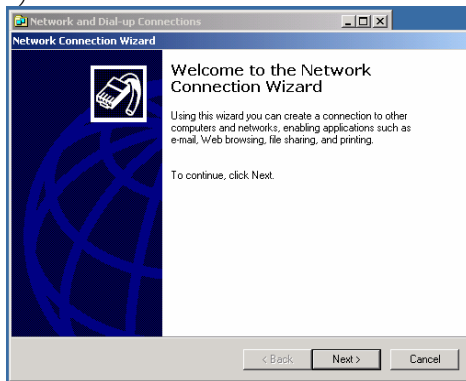 Network and Dial-up Connections
Network Connection Wizard
Welcome to the Network
Connection Wizard
Using this wizard you can create a connection to other
computers and networks, enabling applications such as
e-mail, Web browsing, file sharing, and printing.
To continue, click Next.
< Back Next > Cancel